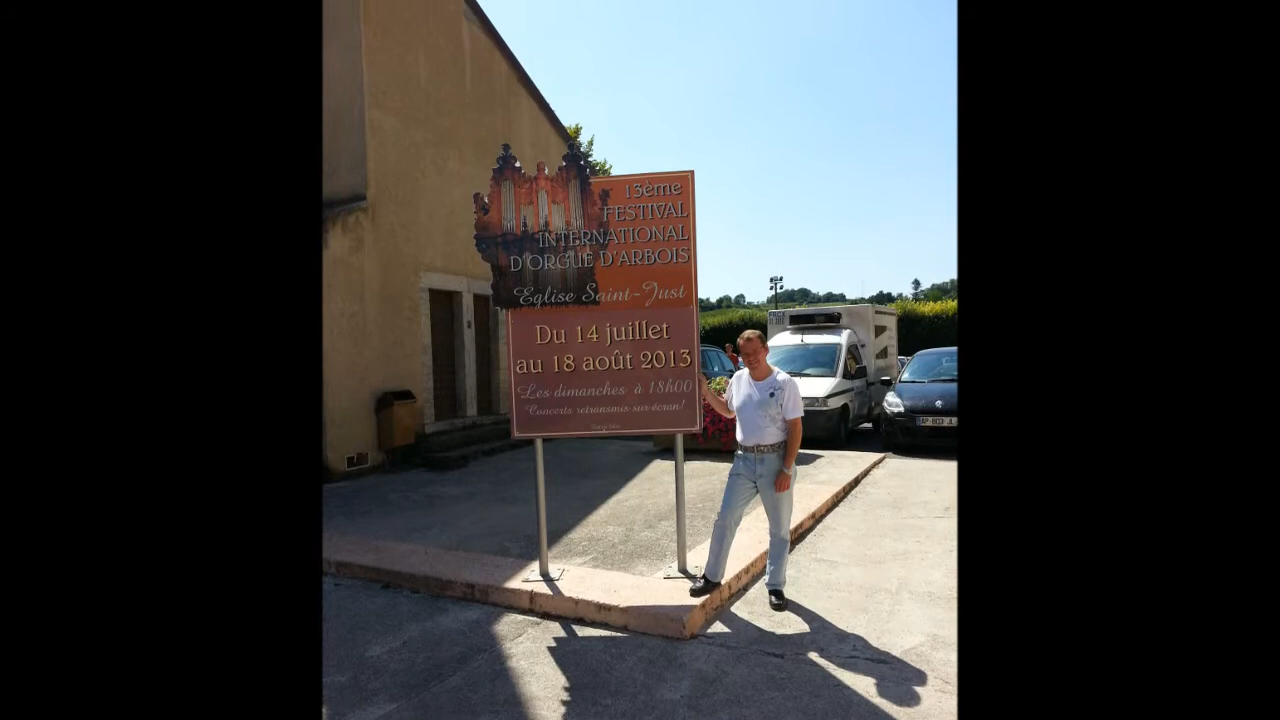 13ème
FESTIVAL
INTERNATIONAL
D'ORGUE D'ARBOIS
Eglise Saint-Just
Du 14 juillet
au 18 août 2013
Les dimanches à 18h00
Concerts retransmis sur écran!